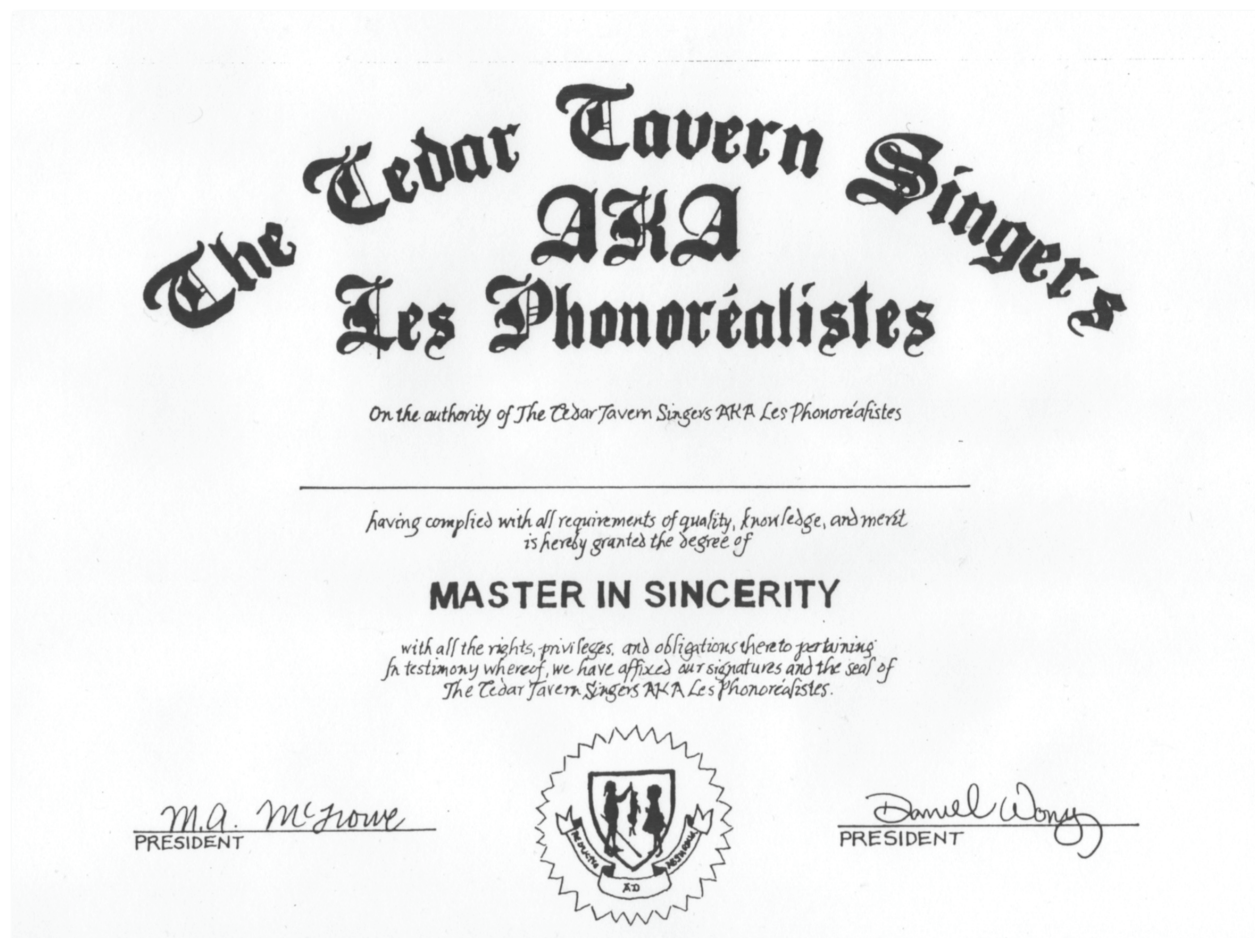 The Cedar Tavern Singers
AKA
Les Phonoréalistes
On the authority of The Cedar Tavern Singers AKA Les Phonoréalistes
having complied with all requirements of quality, knowledge, and merit
is hereby granted the degree of
MASTER IN SINCERITY
with all the rights, privileges, and obligations thereto pertaining
In testimony whereof, we have affixed our signatures and the seal of
The Cedar Tavern Singers AKA Les Phonoréalistes.
M.A.
PRESIDENT
Daniel Wong
PRESIDENT
AD